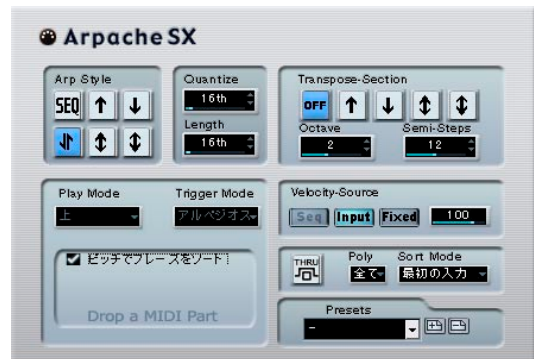 Arpache SX
Arp Style
SEQ
Quantize
16th
Length
16th
Transpose-Section
OFF
Octave
2
Semi-Steps
12
Play Mode
上
Trigger Mode
アルペジオス
Velocity-Source
Seq Input Fixed 100
ピッチでフレーズをソート
Drop a MIDI Part
THRU
Poly
全て
Sort Mode
最初の入力
Presets
-